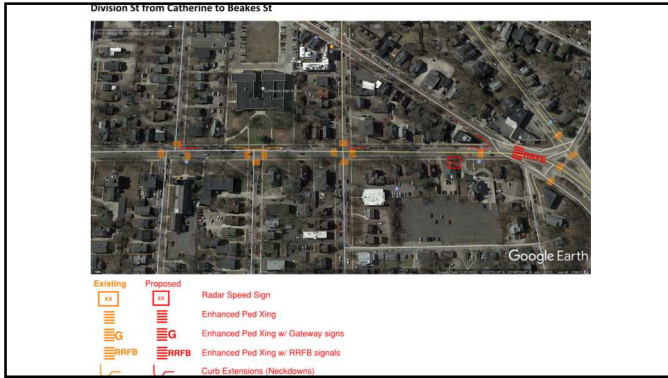 Division St from Catherine to Beakes St
RRFB
Google Earth
Existing Proposed
xx xx Radar Speed Sign
Enhanced Ped Xing
G G Enhanced Ped Xing w/ Gateway signs
RRFB RRFB Enhanced Ped Xing w/ RRFB signals
Curb Extensions (Neckdowns)